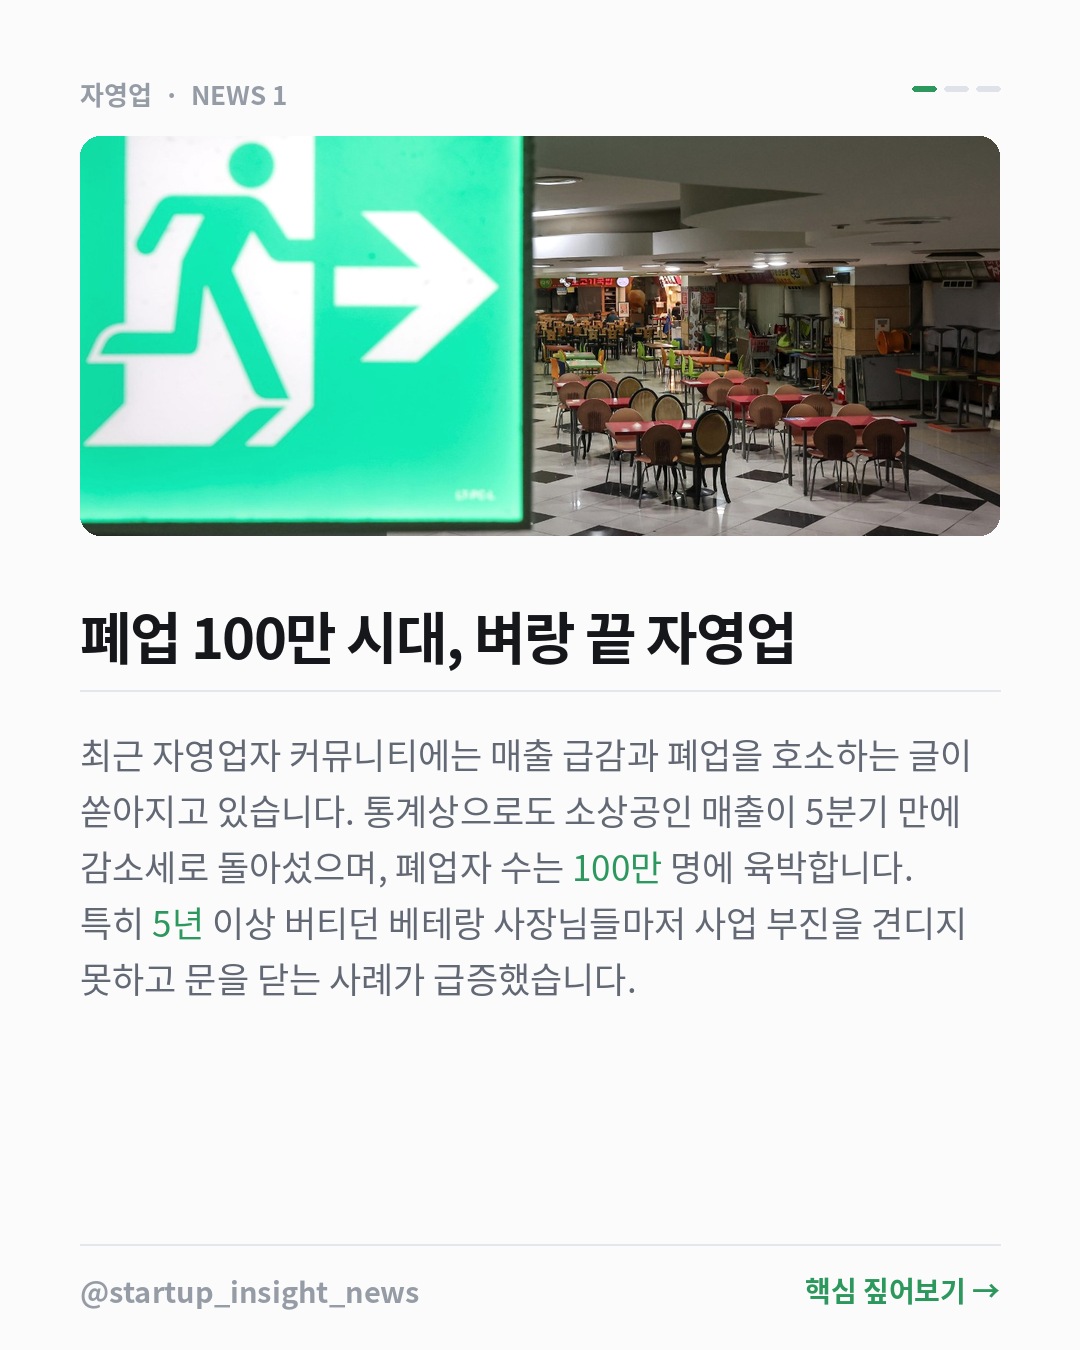 자영업 · NEWS 1
폐업 100만 시대, 벼랑 끝 자영업
최근 자영업자 커뮤니티에는 매출 급감과 폐업을 호소하는 글이
쏟아지고 있습니다. 통계상으로도 소상공인 매출이 5분기 만에
감소세로 돌아섰으며, 폐업자 수는 100만 명에 육박합니다.
특히 5년 이상 버티던 베테랑 사장님들마저 사업 부진을 견디지
못하고 문을 닫는 사례가 급증했습니다.
@startup_insight_news
핵심 짚어보기 →